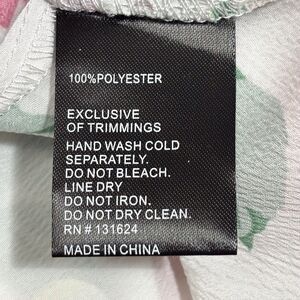 100%POLYESTER
EXCLUSIVE
OF TRIMMINGS
HAND WASH COLD
SEPARATELY.
DO NOT BLEACH.
LINE DRY
DO NOT IRON.
DO NOT DRY CLEAN.
RN # 131624
MADE IN CHINA